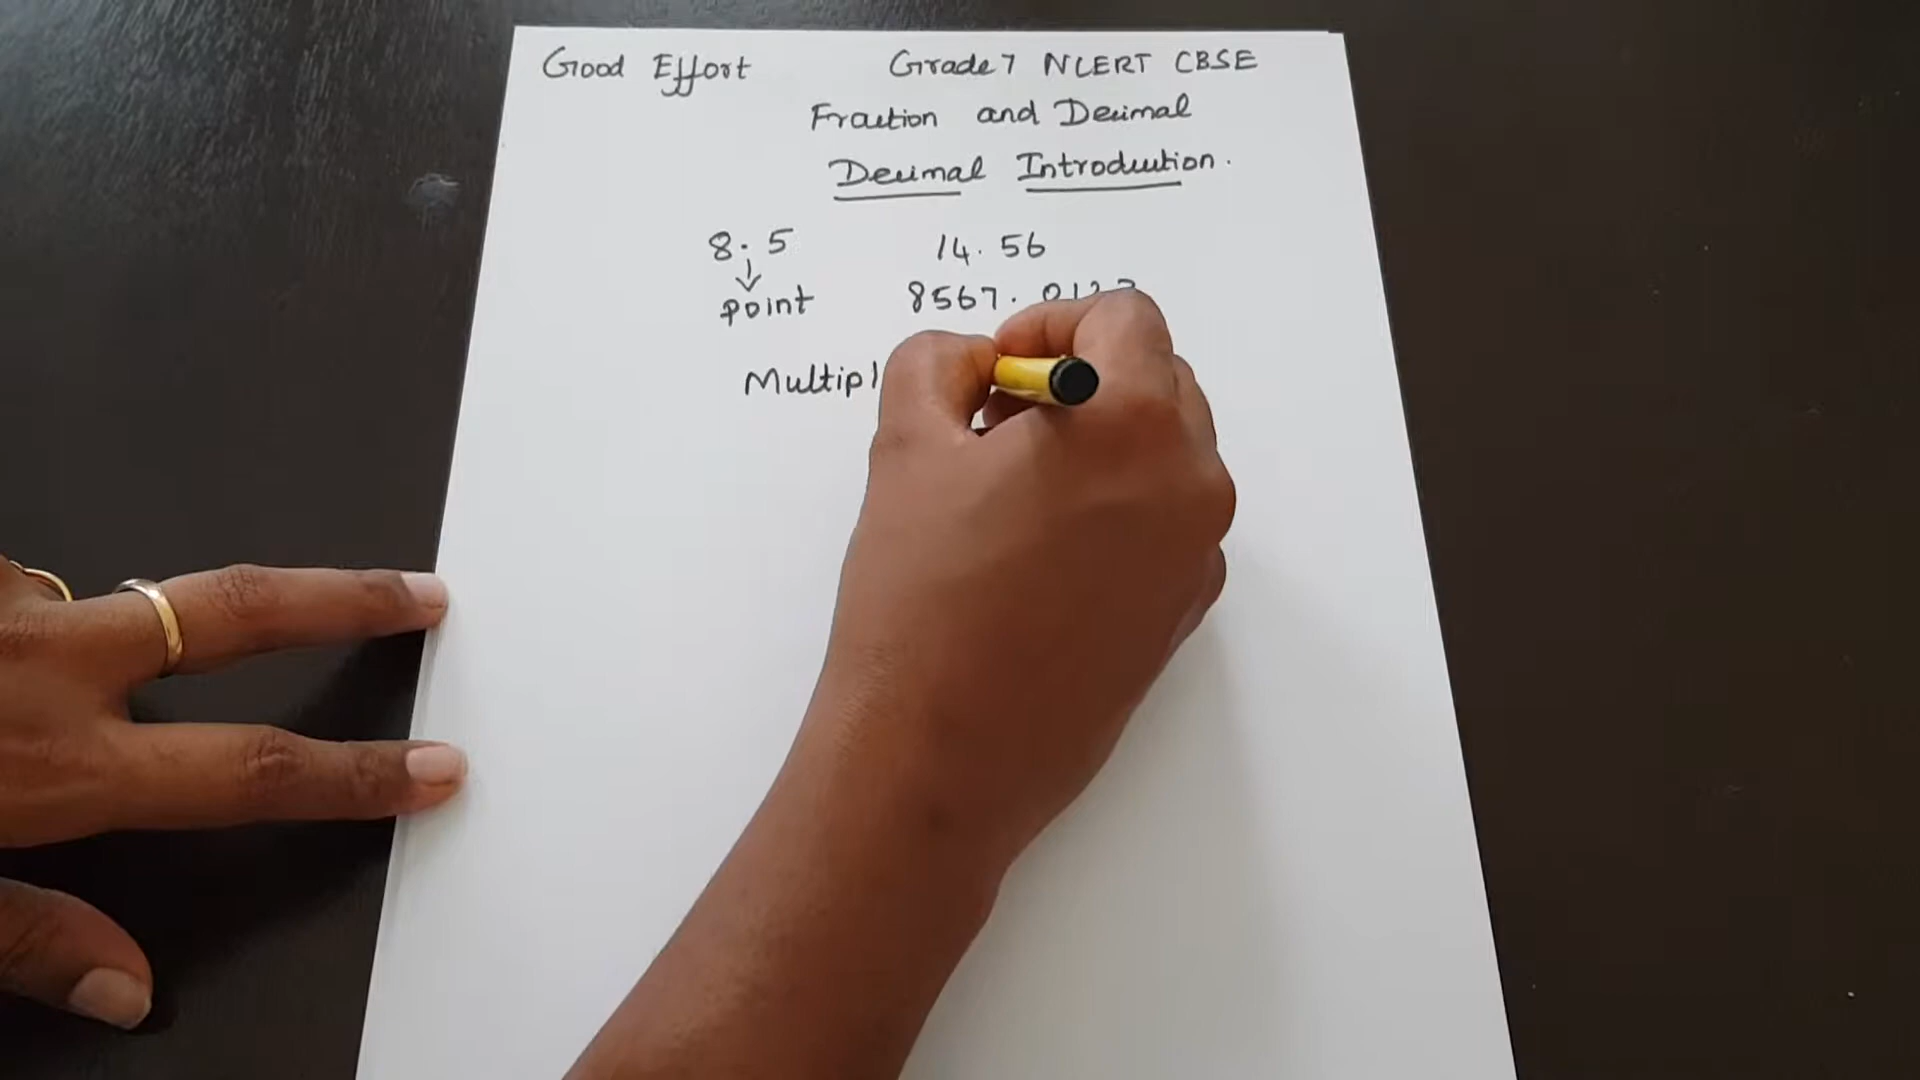 Good Effort Grade 7 NCERT CBSE
Fraction and Decimal
Decimal Introduction.
8.5 14.56
point 8567.
Multipl